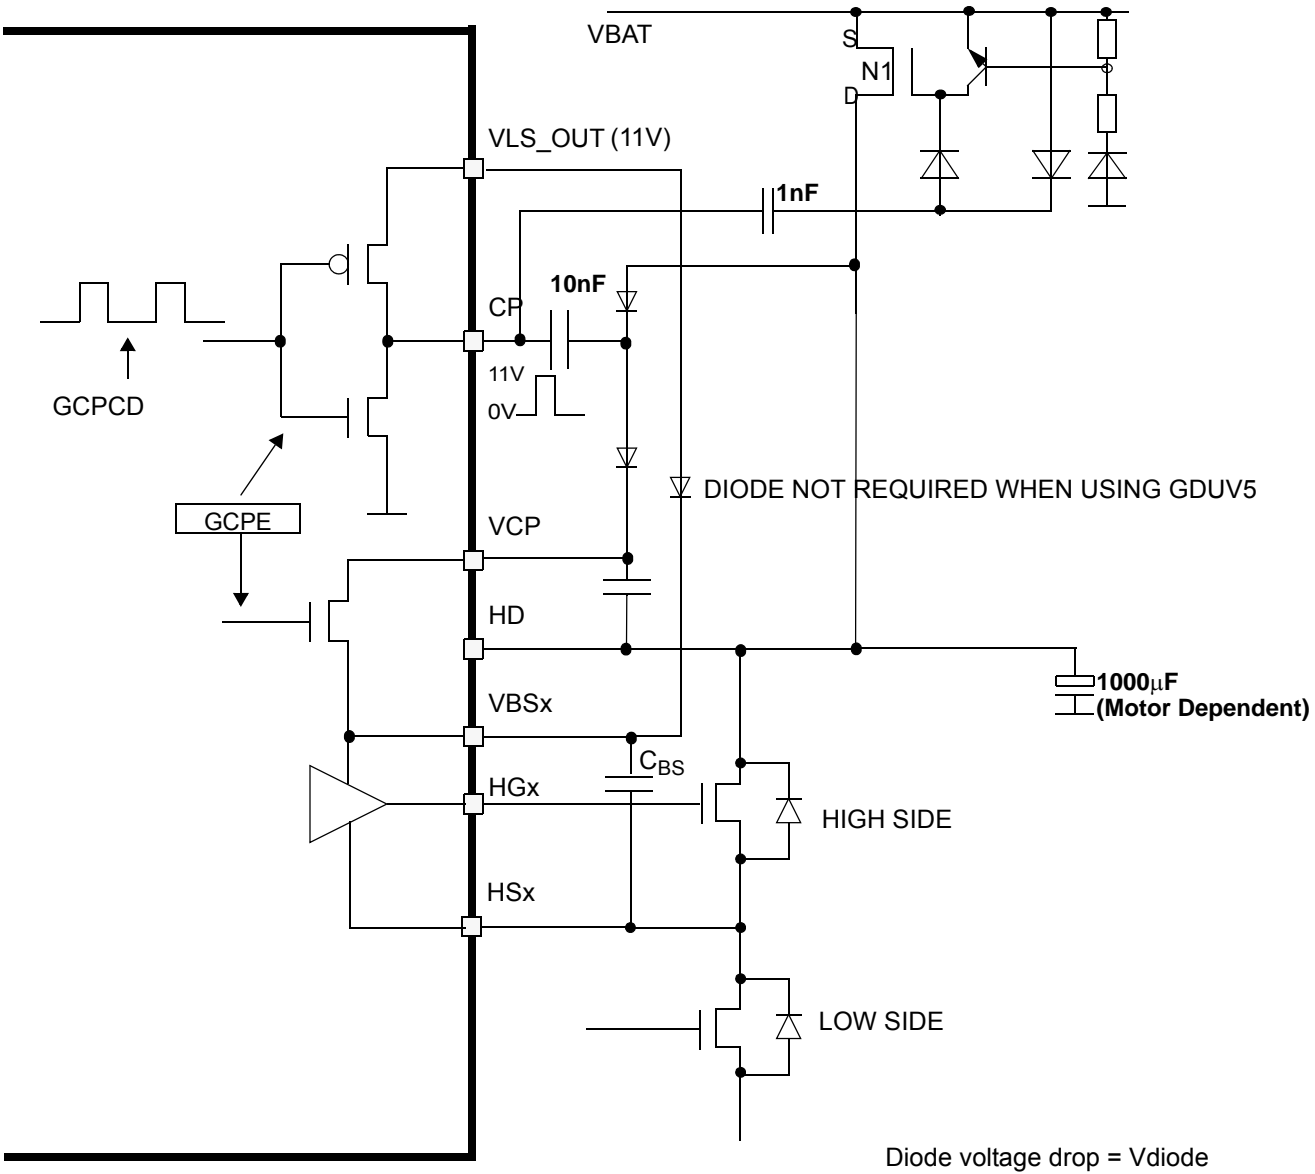 VBAT
S
N1
D
VLS_OUT (11V)
1nF
10nF
CP
11V
0V
GCPCD
DIODE NOT REQUIRED WHEN USING GDUV5
GCPE
VCP
HD
1000μF
(Motor Dependent)
VBSx
CBS
HGx
HIGH SIDE
HSx
LOW SIDE
Diode voltage drop = Vdiode